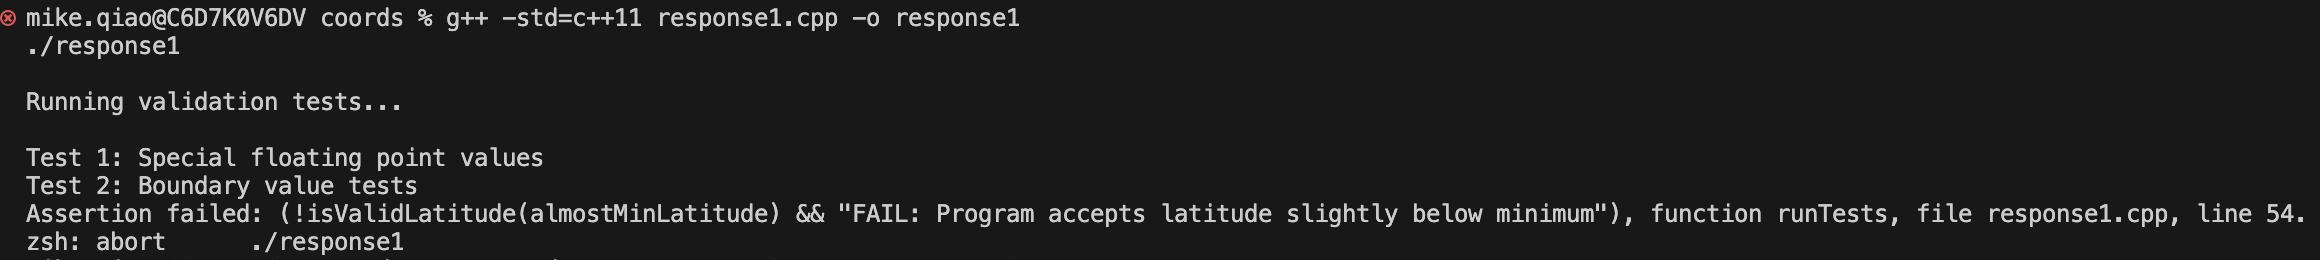 mike.qiao@C6D7K0V6DV coords % g++ -std=c++11 response1.cpp -o response1
./response1
Running validation tests...
Test 1: Special floating point values
Test 2: Boundary value tests
Assertion failed: (!isValidLatitude(almostMinLatitude) && "FAIL: Program accepts latitude slightly below minimum"), function runTests, file response1.cpp, line 54.
zsh: abort      ./response1